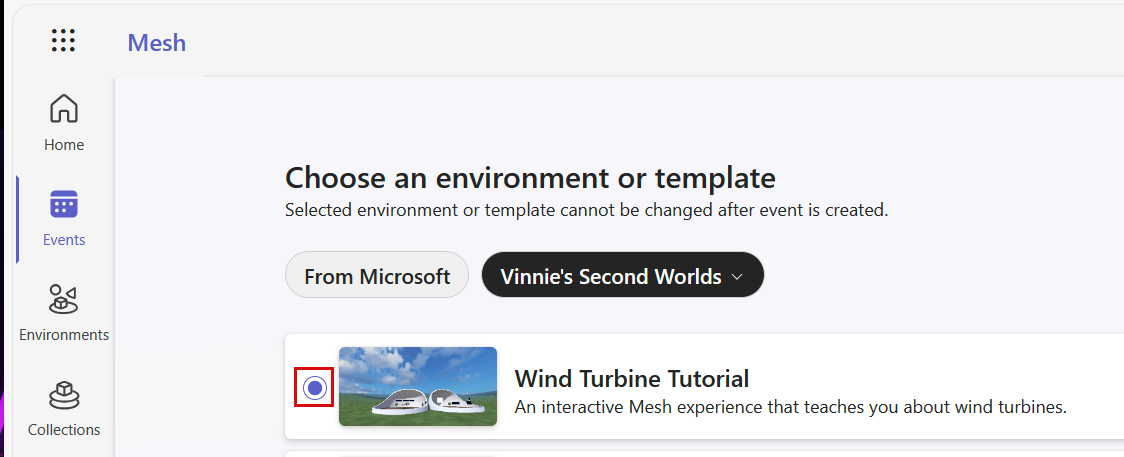 Mesh
Home
Events
Environments
Collections
Choose an environment or template
Selected environment or template cannot be changed after event is created.
From Microsoft
Vinnie's Second Worlds
Wind Turbine Tutorial
An interactive Mesh experience that teaches you about wind turbines.